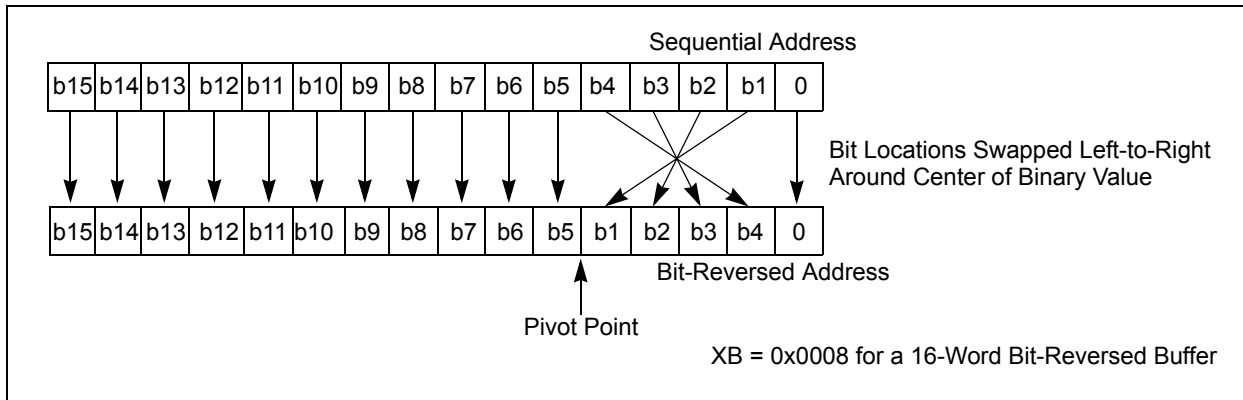 Sequential Address
b15 b14 b13 b12 b11 b10 b9 b8 b7 b6 b5 b4 b3 b2 b1 0
Bit Locations Swapped Left-to-Right
Around Center of Binary Value
b15 b14 b13 b12 b11 b10 b9 b8 b7 b6 b5 b1 b2 b3 b4 0
Bit-Reversed Address
Pivot Point
XB = 0x0008 for a 16-Word Bit-Reversed Buffer